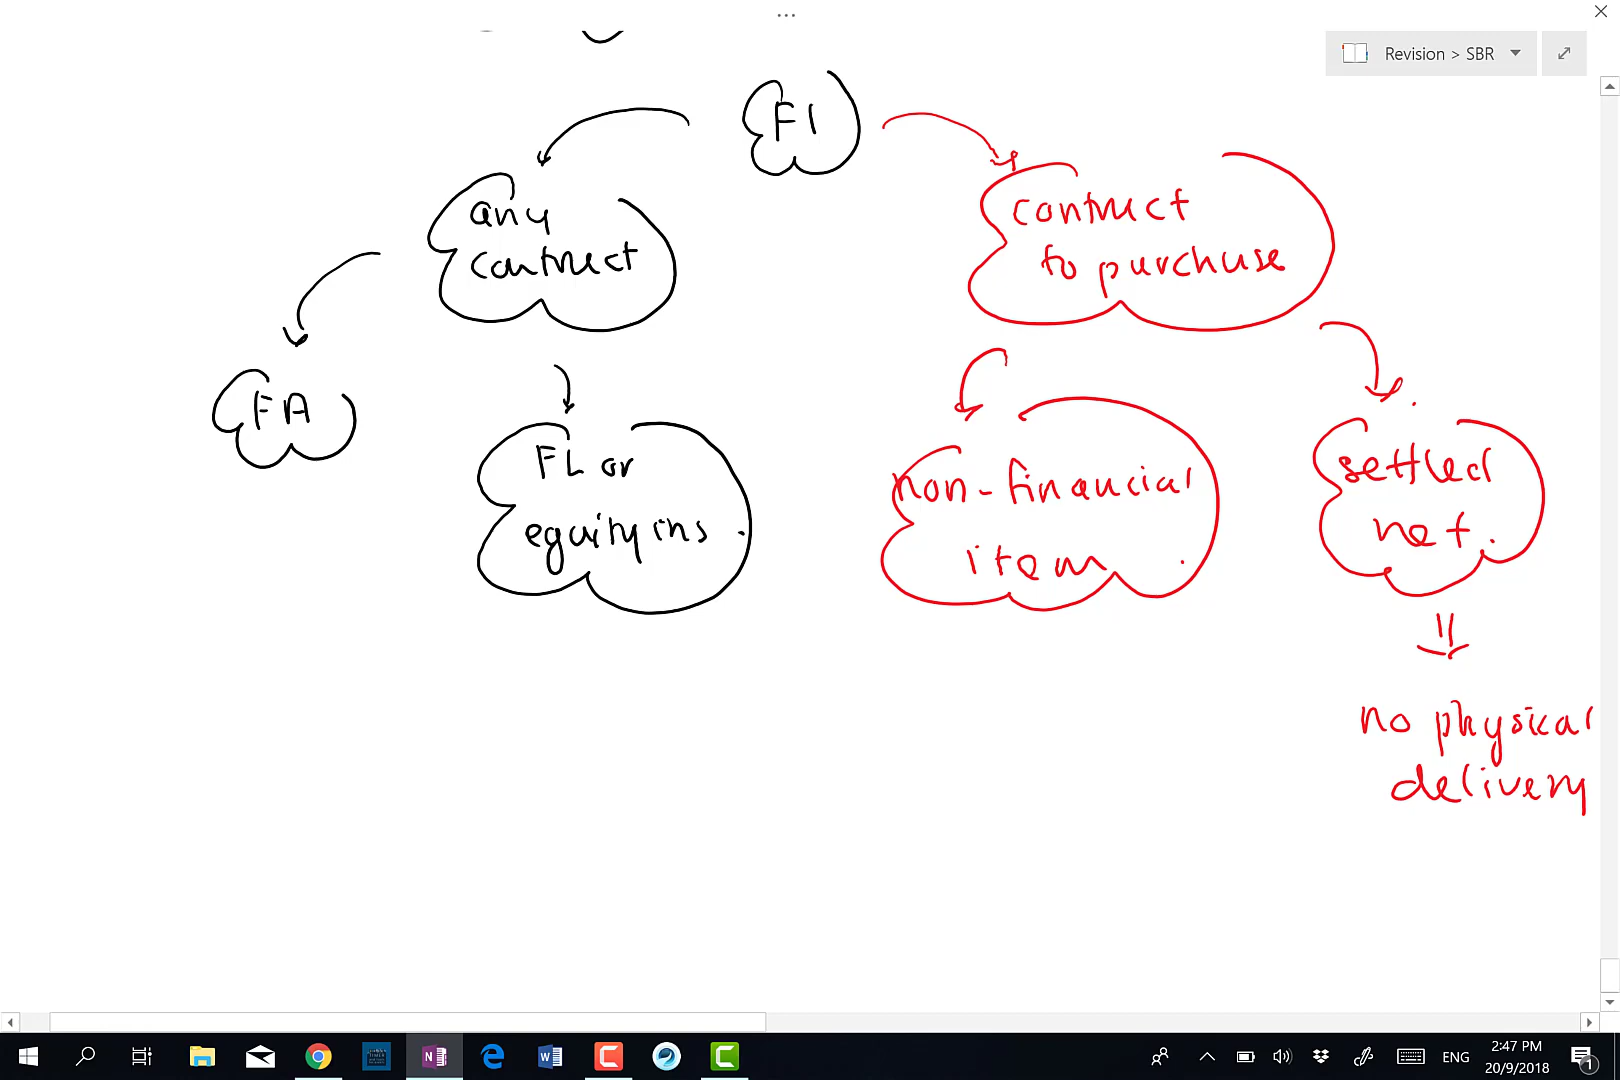 Revision > SBR
FI
any
contract
contract
to purchase
FA
FL or
equity ins.
non-financial
item.
settled
net.
no physical
delivery
ENG
2:47 PM
20/9/2018
1